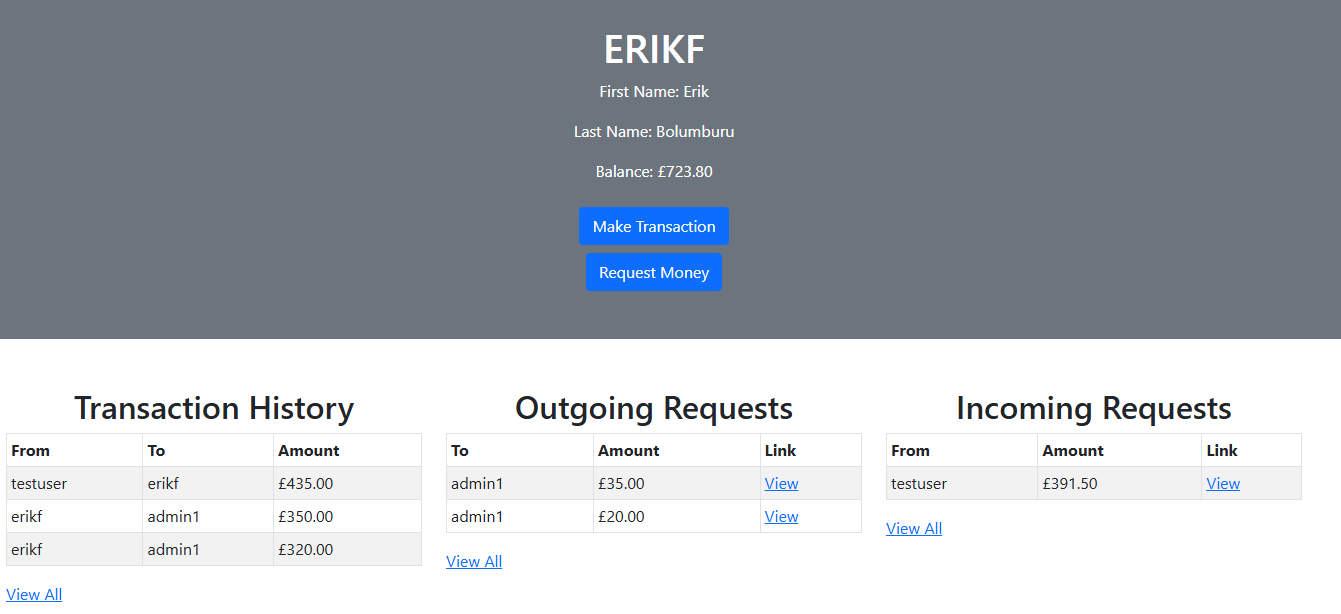 ERIKF
First Name: Erik
Last Name: Bolumburu
Balance: £723.80
Make Transaction
Request Money
Transaction History
From To Amount
testuser erikf £435.00
erikf admin1 £350.00
erikf admin1 £320.00
View All
Outgoing Requests
To Amount Link
admin1 £35.00 View
admin1 £20.00 View
View All
Incoming Requests
From Amount Link
testuser £391.50 View
View All